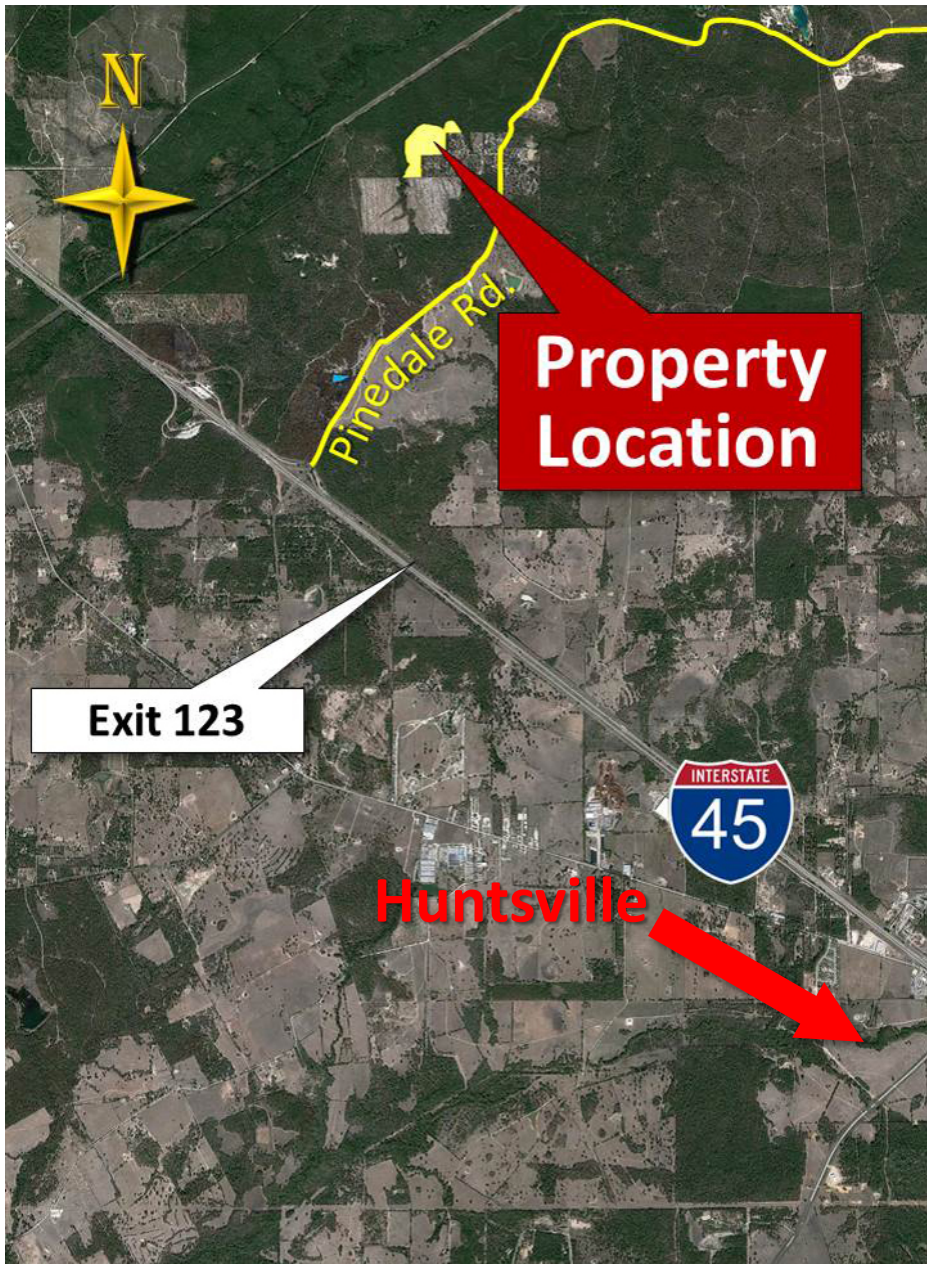 N
Pinedale Rd.
Property
Location
Exit 123
INTERSTATE
45
Huntsville